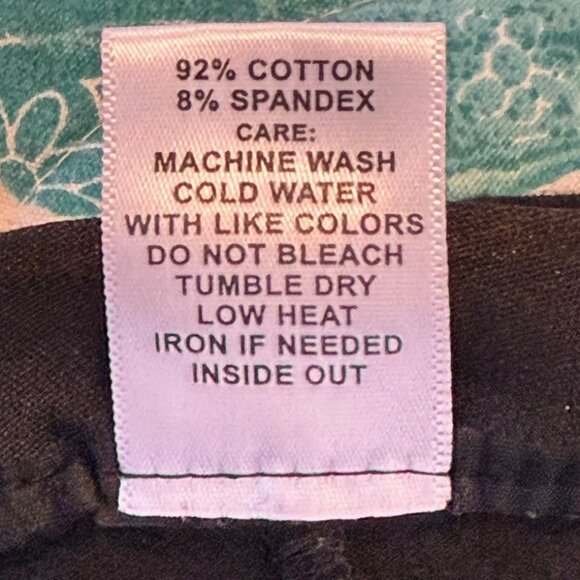 92% COTTON
8% SPANDEX
CARE:
MACHINE WASH
COLD WATER
WITH LIKE COLORS
DO NOT BLEACH
TUMBLE DRY
LOW HEAT
IRON IF NEEDED
INSIDE OUT